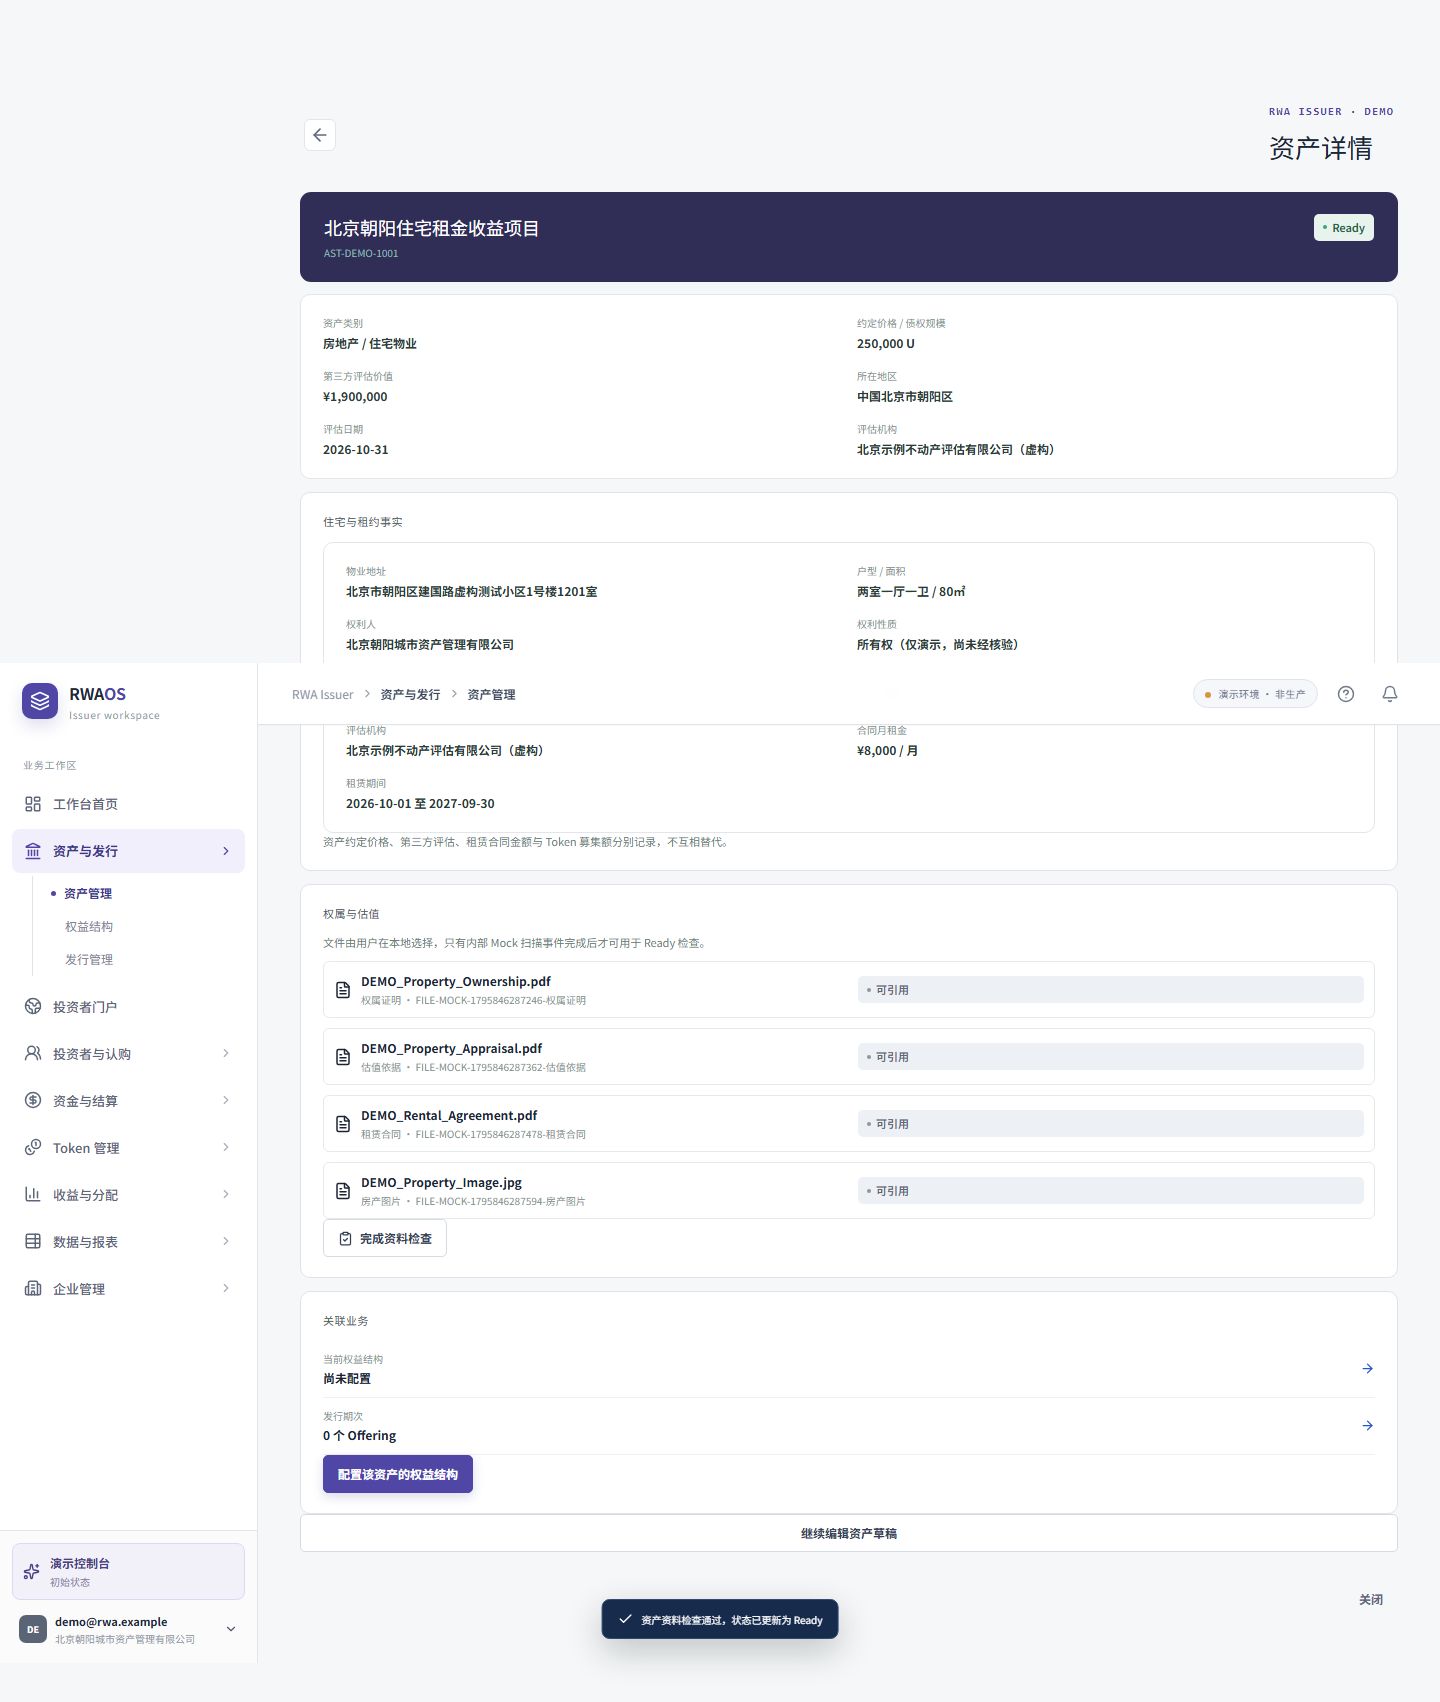 RWA ISSUER · DEMO
资产详情
北京朝阳住宅租金收益项目
AST-DEMO-1001
Ready
资产类别
房地产 / 住宅物业
约定价格 / 债权规模
250,000 U
第三方评估价值
¥1,900,000
所在地区
中国北京市朝阳区
评估日期
2026-10-31
评估机构
北京示例不动产评估有限公司（虚构）
住宅与租约事实
物业地址
北京市朝阳区建国路虚构测试小区1号楼1201室
户型 / 面积
两室一厅一卫 / 80㎡
权利人
北京朝阳城市资产管理有限公司
权利性质
所有权（仅演示，尚未经核验）
RWAOS
Issuer workspace
RWA Issuer
资产与发行
资产管理
演示环境 · 非生产
评估机构
北京示例不动产评估有限公司（虚构）
合同月租金
¥8,000 / 月
租赁期间
2026-10-01 至 2027-09-30
资产约定价格、第三方评估、租赁合同金额与 Token 募集额分别记录，不互相替代。
业务工作区
工作台首页
资产与发行
资产管理
权益结构
发行管理
投资者门户
投资者与认购
资金与结算
Token 管理
收益与分配
数据与报表
企业管理
权属与估值
文件由用户在本地选择，只有内部 Mock 扫描事件完成后才可用于 Ready 检查。
DEMO_Property_Ownership.pdf
权属证明 · FILE-MOCK-1795846287246-权属证明
可引用
DEMO_Property_Appraisal.pdf
估值依据 · FILE-MOCK-1795846287362-估值依据
可引用
DEMO_Rental_Agreement.pdf
租赁合同 · FILE-MOCK-1795846287478-租赁合同
可引用
DEMO_Property_Image.jpg
房产图片 · FILE-MOCK-1795846287594-房产图片
可引用
完成资料检查
关联业务
当前权益结构
尚未配置
发行期次
0 个 Offering
配置该资产的权益结构
继续编辑资产草稿
关闭
演示控制台
初始状态
DE
demo@rwa.example
北京朝阳城市资产管理有限公司
资产资料检查通过，状态已更新为 Ready